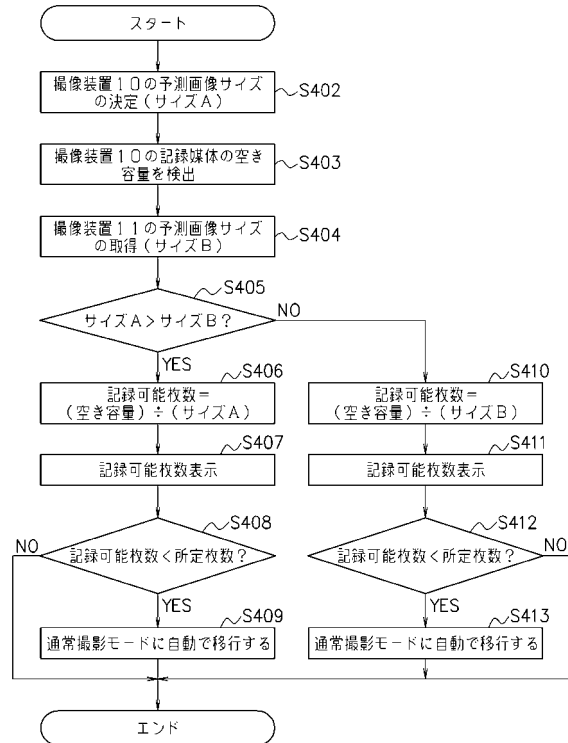 スタート
撮像装置10の予測画像サイズ
の決定(サイズA)
S402
撮像装置10の記録媒体の空き
容量を検出
S403
撮像装置11の予測画像サイズ
の取得(サイズB)
S404
S405
サイズA>サイズB?
NO
YES
S406
記録可能枚数=
(空き容量)÷(サイズA)
S407
記録可能枚数表示
S408
NO
記録可能枚数<所定枚数?
YES
S409
通常撮影モードに自動で移行する
S410
記録可能枚数=
(空き容量)÷(サイズB)
S411
記録可能枚数表示
S412
記録可能枚数<所定枚数?
NO
YES
S413
通常撮影モードに自動で移行する
エンド